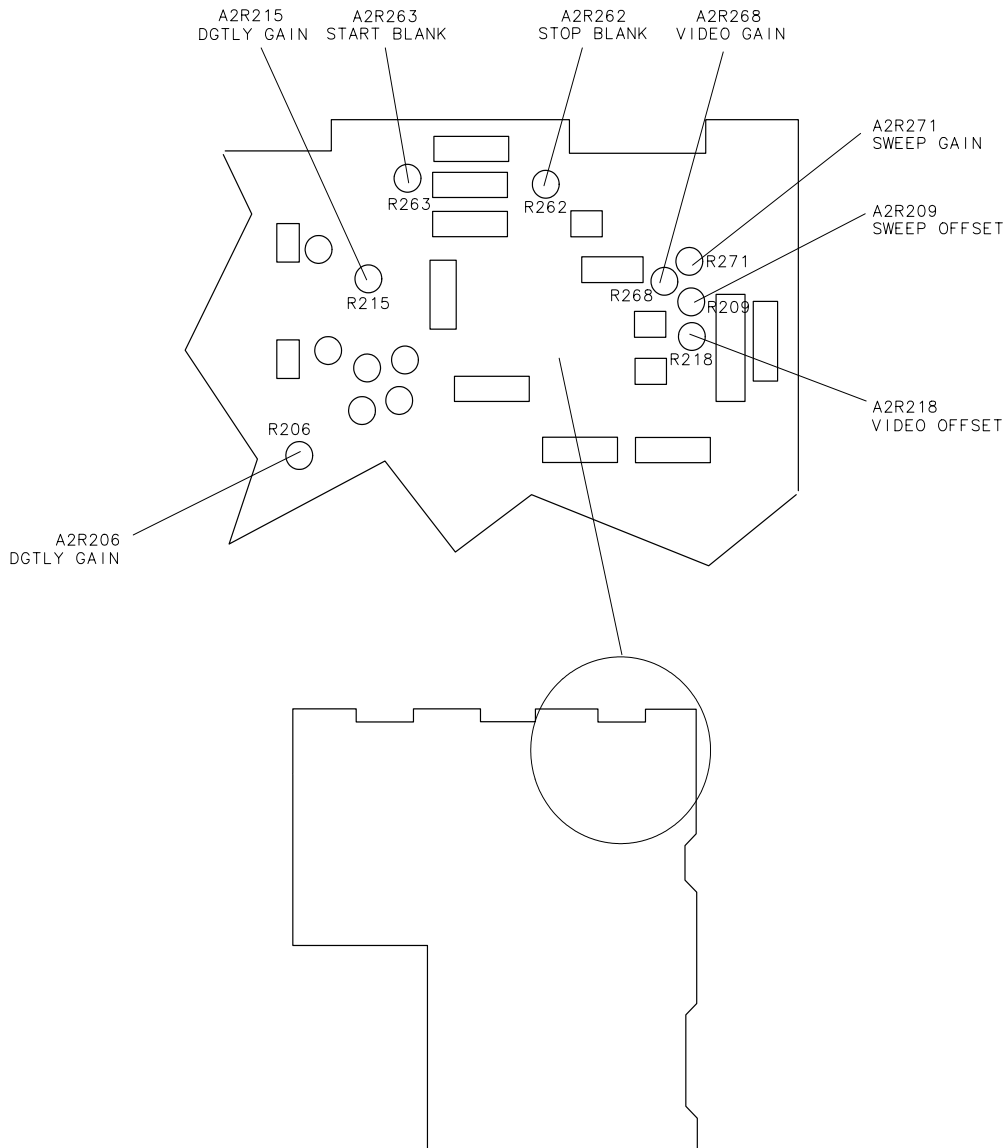 A2R215
DGTLY GAIN
A2R263
START BLANK
A2R262
STOP BLANK
A2R268
VIDEO GAIN
A2R271
SWEEP GAIN
R263
R262
A2R209
SWEEP OFFSET
R271
R215
R268
R209
R218
A2R218
VIDEO OFFSET
R206
A2R206
DGTLY GAIN